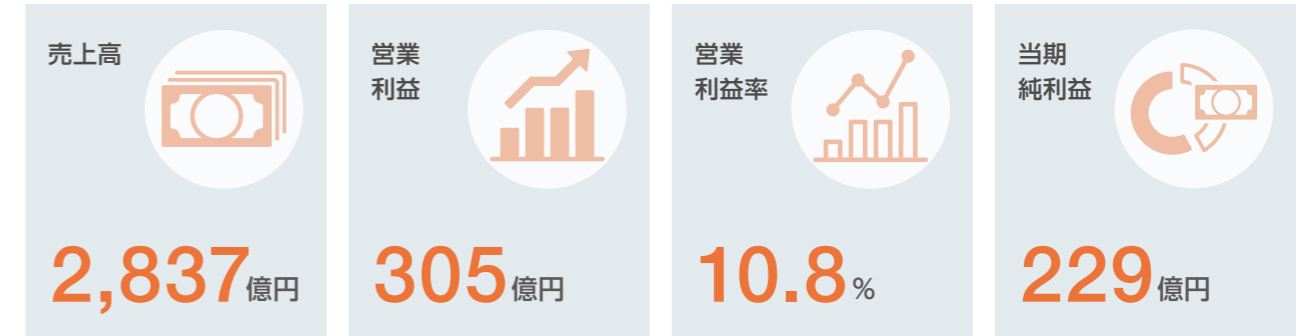 売上高
2,837億円
営業
利益
305億円
営業
利益率
10.8%
当期
純利益
229億円